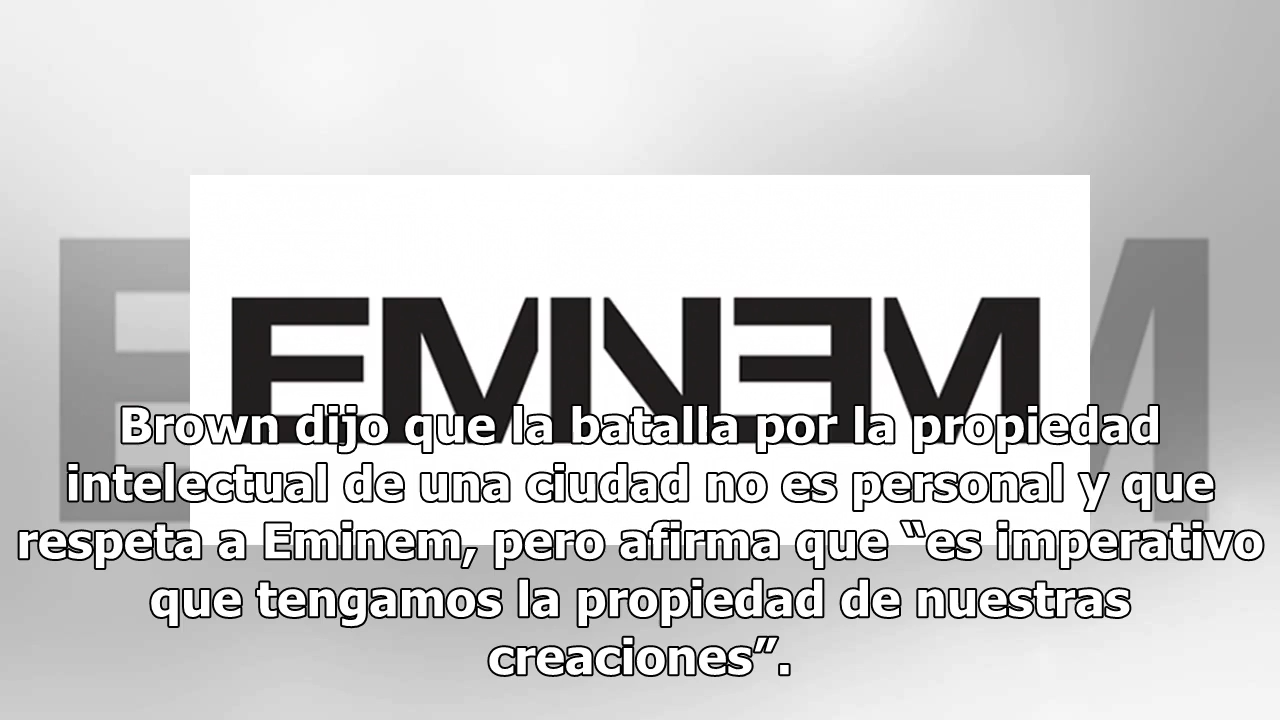 EMINEM
Brown dijo que la batalla por la propiedad
intelectual de una ciudad no es personal y que
respeta a Eminem, pero afirma que “es imperativo
que tengamos la propiedad de nuestras
creaciones”.